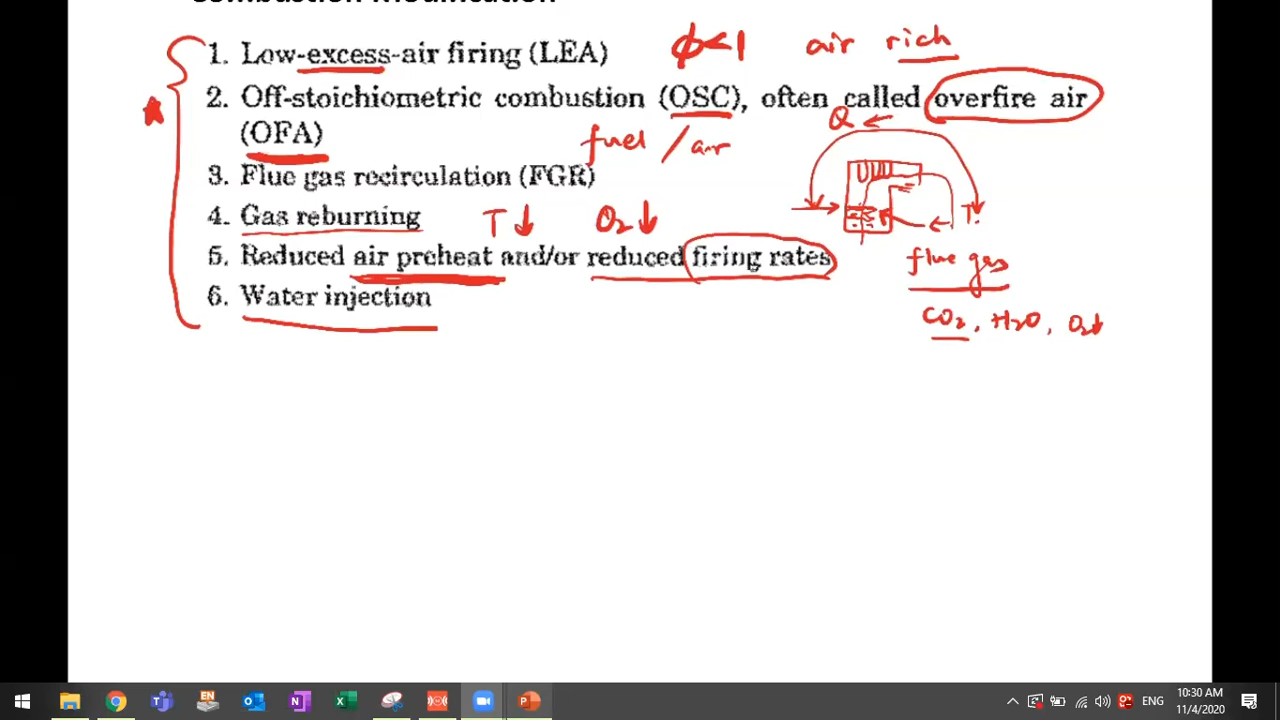 Combustion Modification
1. Low-excess-air firing (LEA) ϕ<1 air rich
2. Off-stoichiometric combustion (OSC), often called overfire air
(OFA) fuel / air Q
3. Flue gas recirculation (FGR)
4. Gas reburning T↓ O₂↓ T
5. Reduced air preheat and/or reduced firing rates flue gas
6. Water injection
CO₂, H₂O, O₂↓
ENG
10:30 AM
11/4/2020